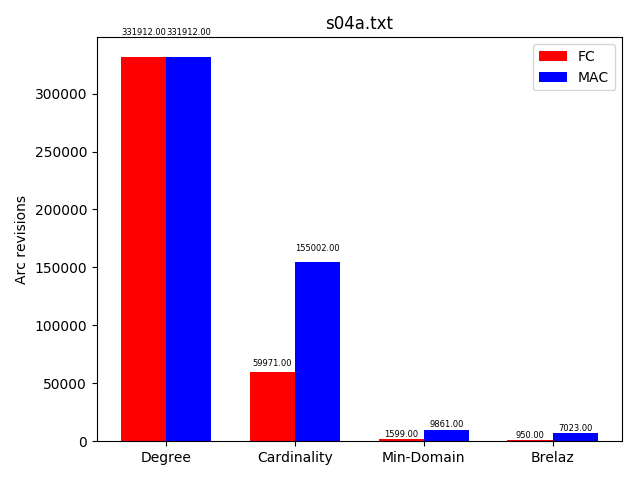 s04a.txt
331912.00 331912.00
FC
MAC
300000
250000
200000
150000
100000
50000
0
Arc revisions
155002.00
59971.00
1599.00
9861.00
950.00
7023.00
Degree
Cardinality
Min-Domain
Brelaz